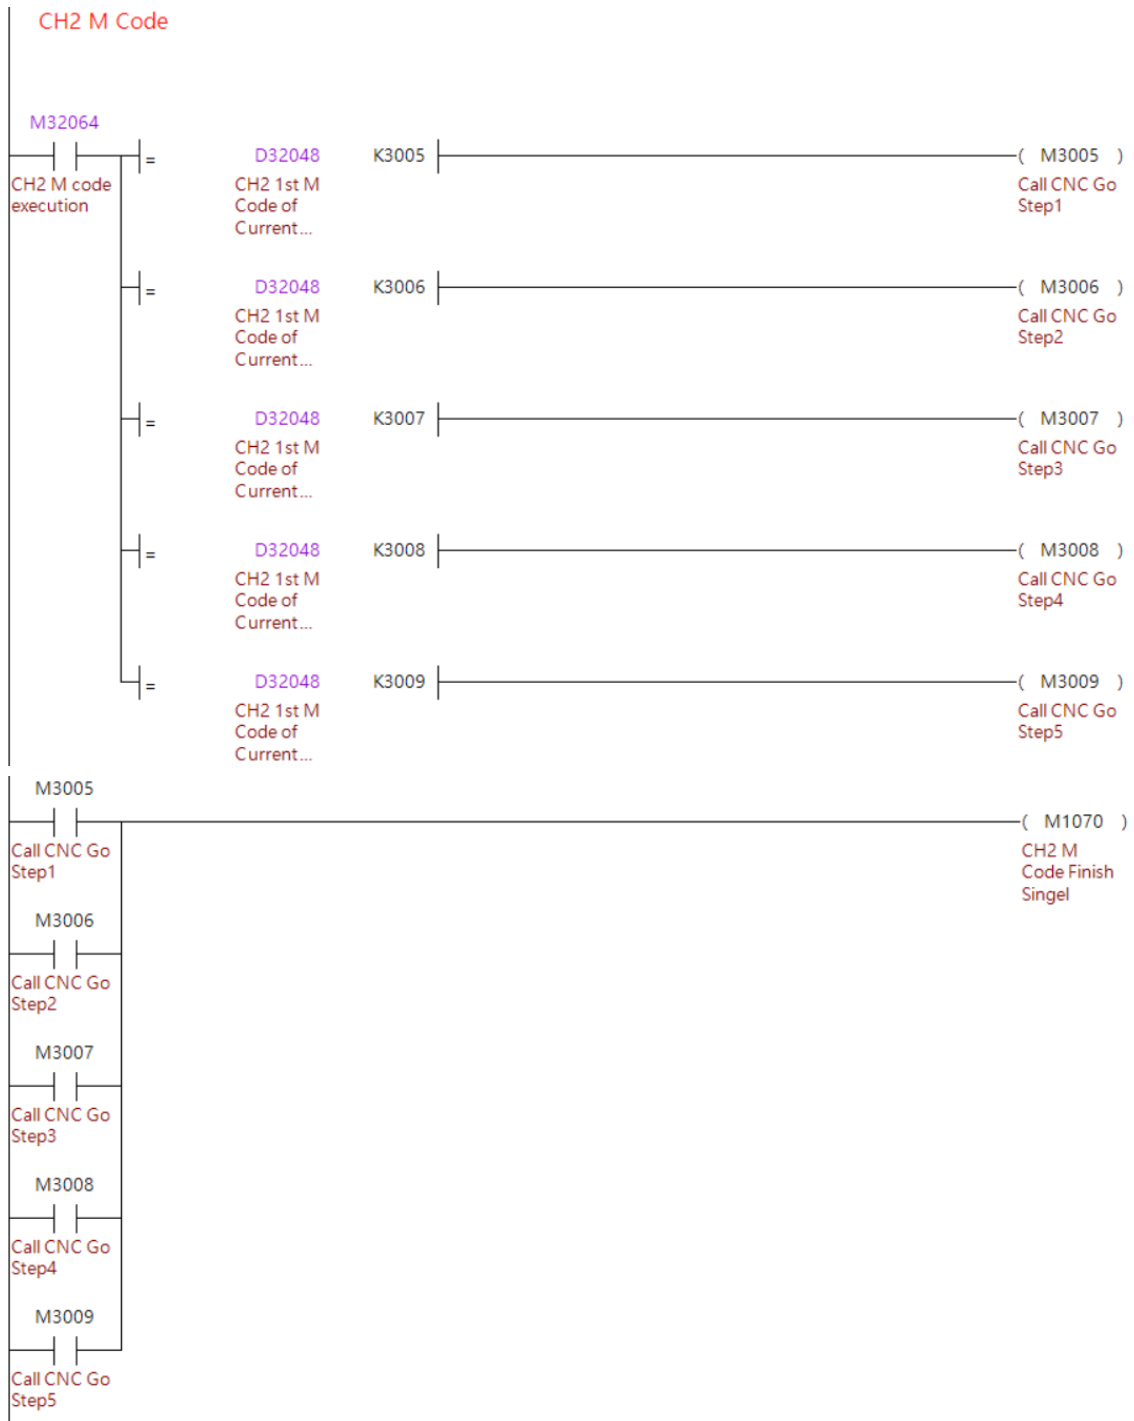 CH2 M Code
M32064
= D32048 K3005 ( M3005 )
CH2 M code
execution
CH2 1st M
Code of
Current...
Call CNC Go
Step1
= D32048 K3006 ( M3006 )
CH2 1st M
Code of
Current...
Call CNC Go
Step2
= D32048 K3007 ( M3007 )
CH2 1st M
Code of
Current...
Call CNC Go
Step3
= D32048 K3008 ( M3008 )
CH2 1st M
Code of
Current...
Call CNC Go
Step4
= D32048 K3009 ( M3009 )
CH2 1st M
Code of
Current...
Call CNC Go
Step5
M3005
( M1070 )
Call CNC Go
Step1
CH2 M
Code Finish
Singel
M3006
Call CNC Go
Step2
M3007
Call CNC Go
Step3
M3008
Call CNC Go
Step4
M3009
Call CNC Go
Step5